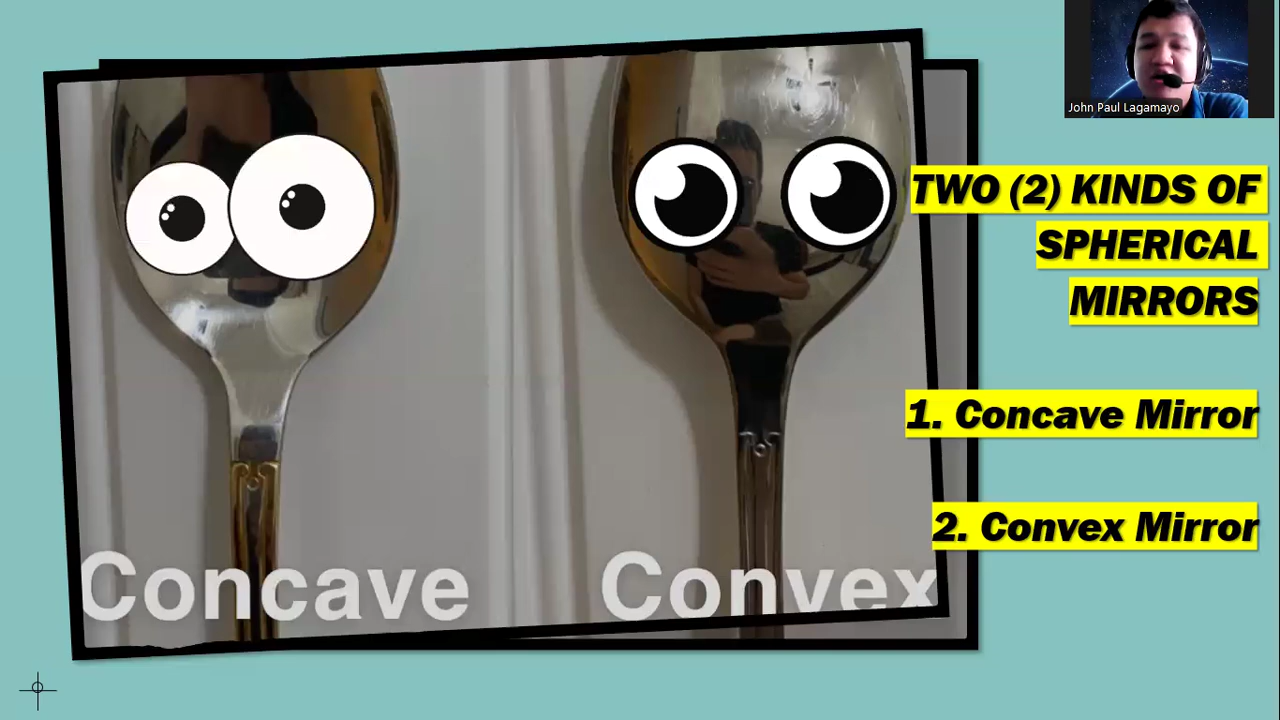 John Paul Lagamayo
TWO (2) KINDS OF
SPHERICAL
MIRRORS
1. Concave Mirror
2. Convex Mirror
Concave
Convex